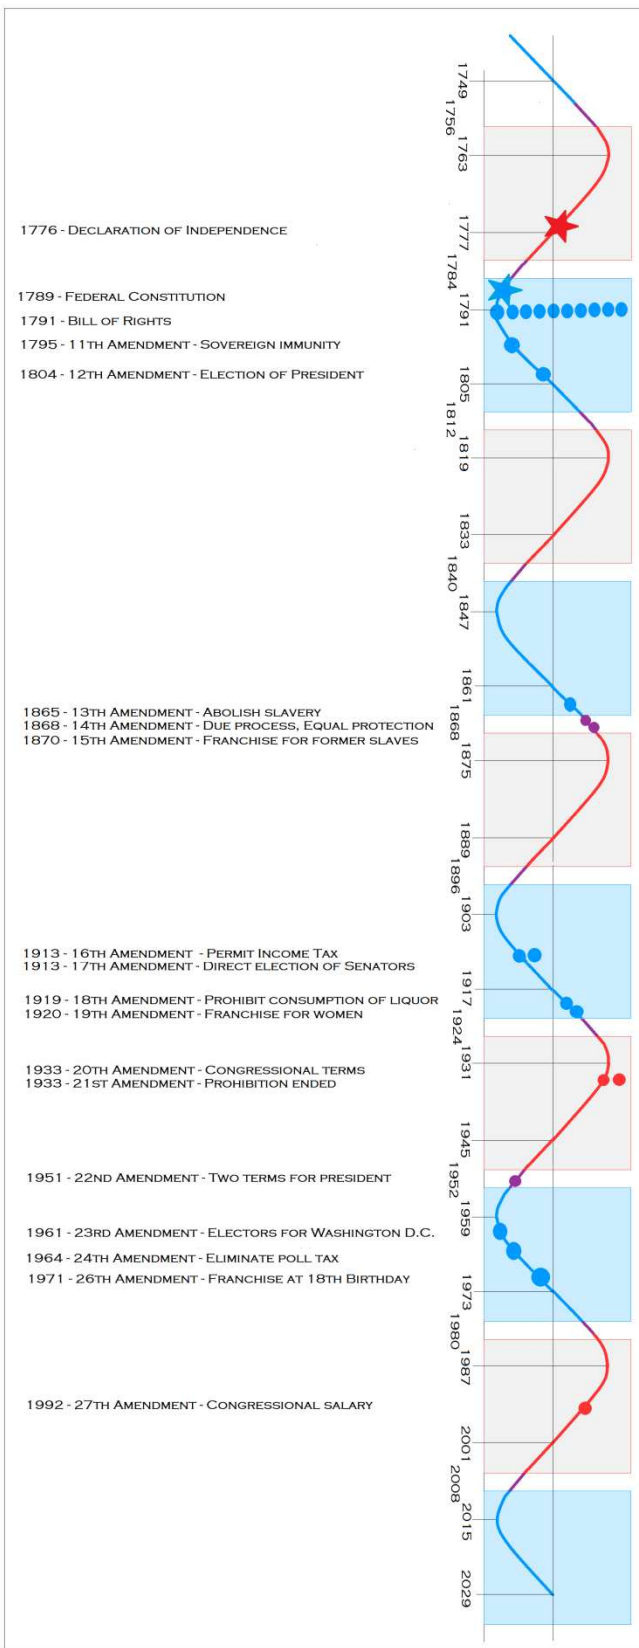 1749
1756
1763
1776 - Declaration of Independence
1777
1784
1789 - Federal Constitution
1791
1791 - Bill of Rights
1795 - 11th Amendment - Sovereign immunity
1804 - 12th Amendment - Election of President
1805
1812
1819
1833
1840
1847
1861
1865 - 13th Amendment - Abolish slavery
1868 - 14th Amendment - Due process, Equal protection
1868
1870 - 15th Amendment - Franchise for former slaves
1875
1889
1896
1903
1913 - 16th Amendment - Permit Income Tax
1913 - 17th Amendment - Direct election of Senators
1917
1919 - 18th Amendment - Prohibit consumption of liquor
1920 - 19th Amendment - Franchise for women
1924
1931
1933 - 20th Amendment - Congressional terms
1933 - 21st Amendment - Prohibition ended
1945
1951 - 22nd Amendment - Two terms for president
1952
1959
1961 - 23rd Amendment - Electors for Washington D.C.
1964 - 24th Amendment - Eliminate poll tax
1971 - 26th Amendment - Franchise at 18th Birthday
1973
1980
1987
1992 - 27th Amendment - Congressional salary
2001
2008
2015
2029